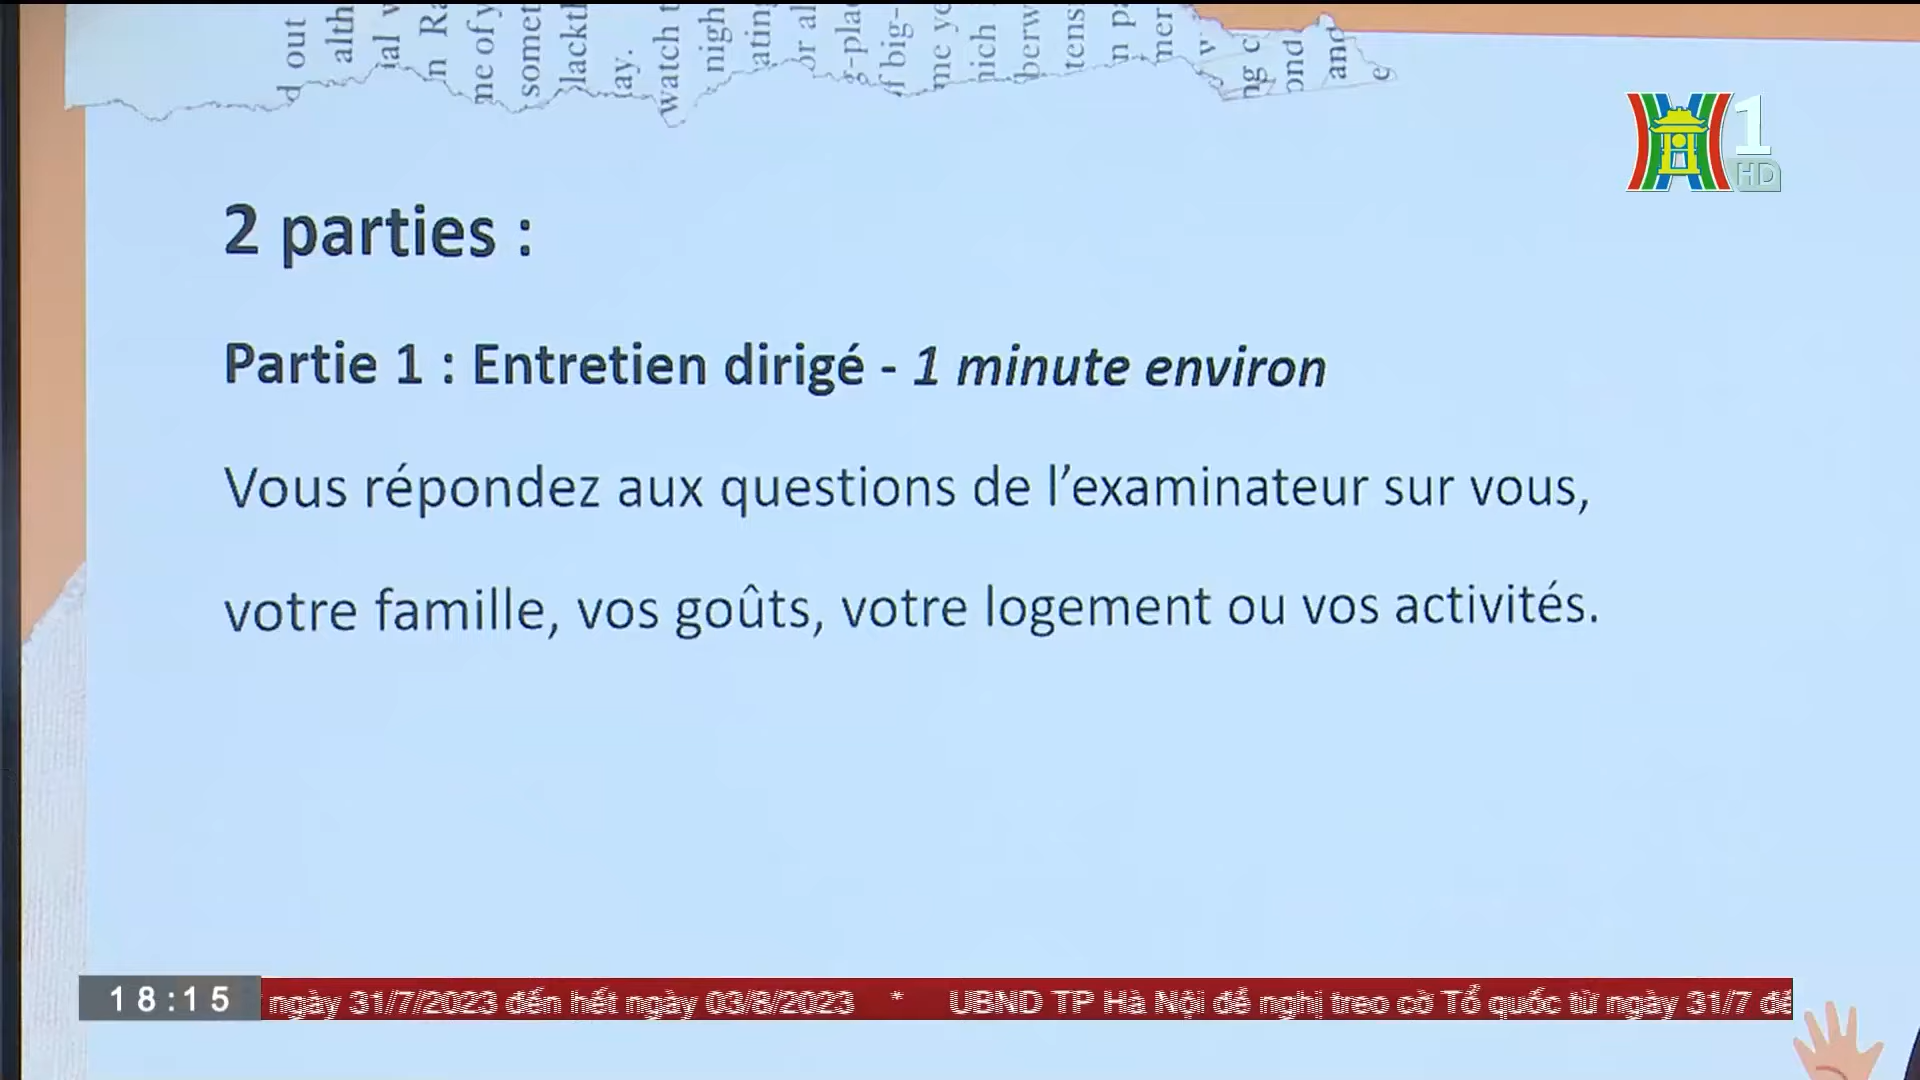 1
HD
2 parties :
Partie 1 : Entretien dirigé - 1 minute environ
Vous répondez aux questions de l’examinateur sur vous,
votre famille, vos goûts, votre logement ou vos activités.
18:15
ngày 31/7/2023 đến hết ngày 03/8/2023 * UBND TP Hà Nội đề nghị treo cờ Tổ quốc từ ngày 31/7